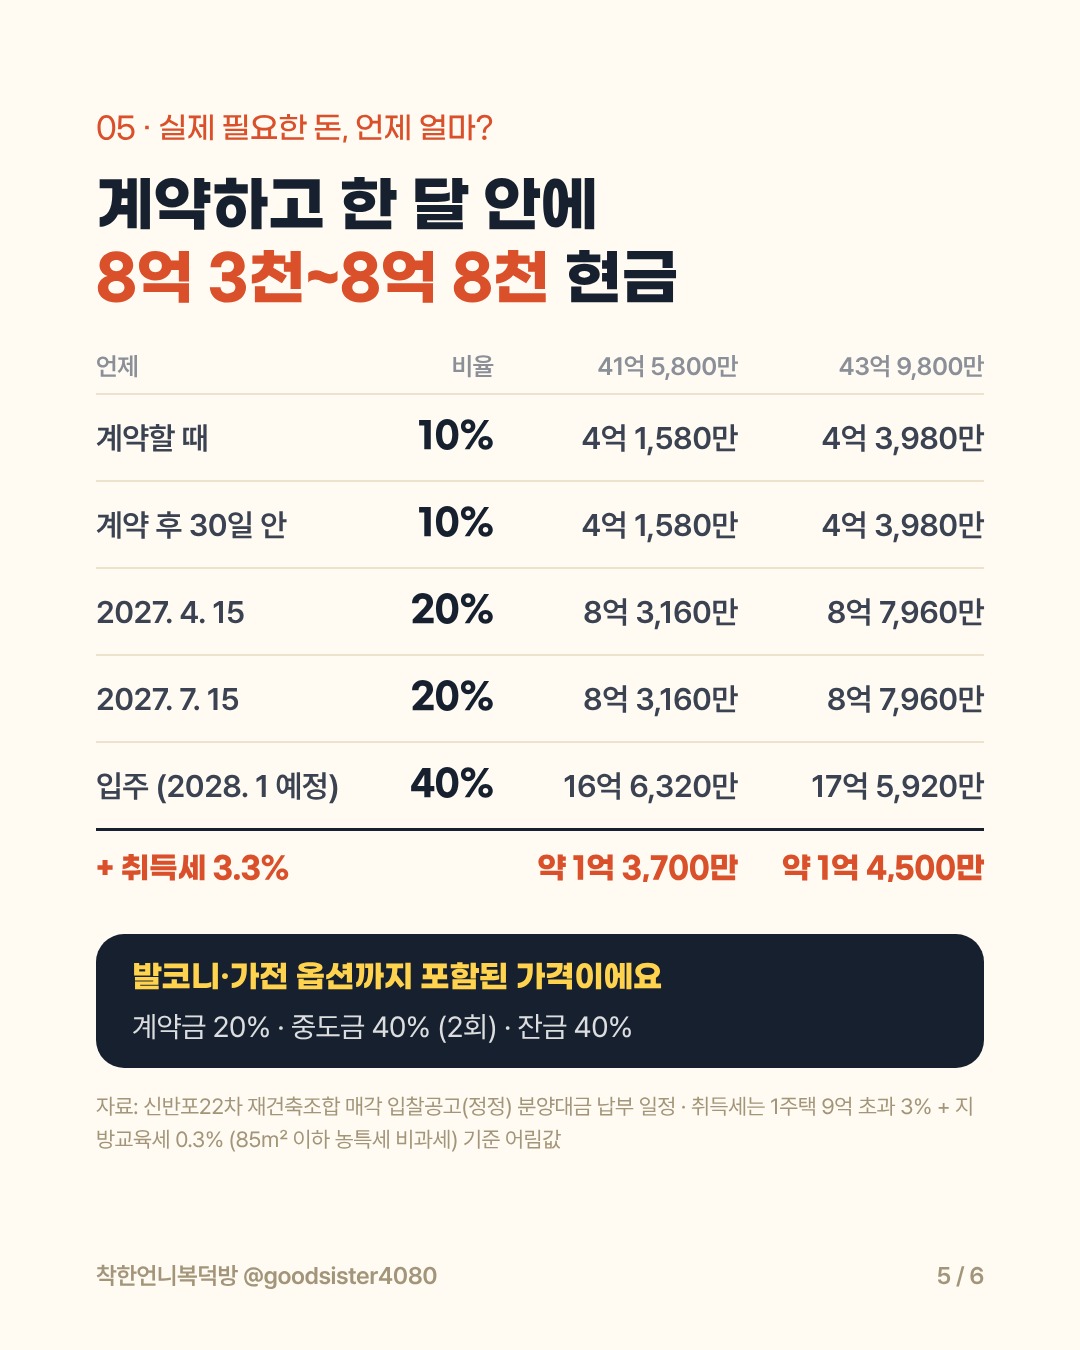 05 · 실제 필요한 돈, 언제 얼마?
계약하고 한 달 안에
8억 3천~8억 8천 현금
언제 비율 41억 5,800만 43억 9,800만
계약할 때 10% 4억 1,580만 4억 3,980만
계약 후 30일 안 10% 4억 1,580만 4억 3,980만
2027. 4. 15 20% 8억 3,160만 8억 7,960만
2027. 7. 15 20% 8억 3,160만 8억 7,960만
입주 (2028. 1 예정) 40% 16억 6,320만 17억 5,920만
+ 취득세 3.3% 약 1억 3,700만 약 1억 4,500만
발코니·가전 옵션까지 포함된 가격이에요
계약금 20% · 중도금 40% (2회) · 잔금 40%
자료: 신반포22차 재건축조합 매각 입찰공고(정정) 분양대금 납부 일정 · 취득세는 1주택 9억 초과 3% + 지
방교육세 0.3% (85m² 이하 농특세 비과세) 기준 어림값
착한언니복덕방 @goodsister4080
5 / 6